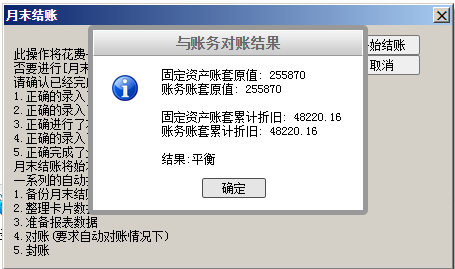 月末结账
与账务对账结果
始结账
取消
此操作将花费
否要进行[月末
请确认已经完
1.正确的录入
2.正确的录入
3.正确进行了
4.正确的录入
5.正确完成了
月末结账将始
一系列的自动
1.备份月末结
2.整理卡片数
3.准备报表数据
4.对账(要求自动对账情况下)
5.封账
固定资产账套原值: 255870
账务账套原值: 255870
固定资产账套累计折旧: 48220.16
账务账套累计折旧: 48220.16
结果:平衡
确定